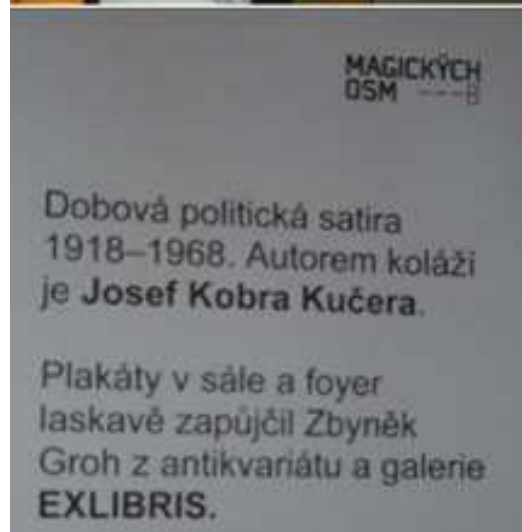 MAGICKÝCH
OSM ---8
Dobová politická satira
1918–1968. Autorem koláží
je Josef Kobra Kučera.
Plakáty v sále a foyer
laskavě zapůjčil Zbyněk
Groh z antikvariátu a galerie
EXLIBRIS.